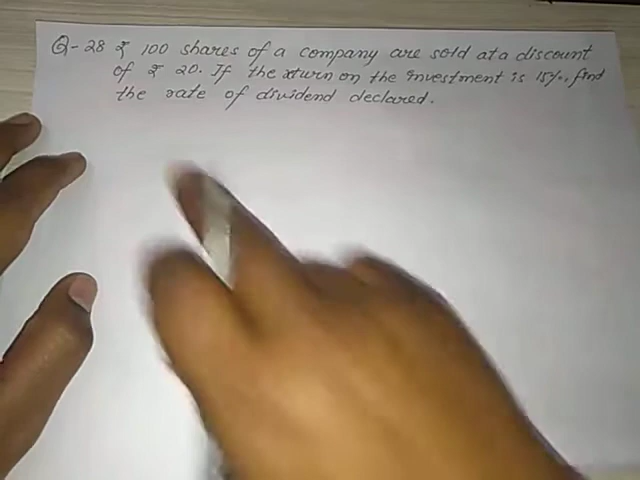 Q-28 ₹ 100 shares of a company are sold at a discount
of ₹ 20. If the return on the investment is 15%, find
the rate of dividend declared.